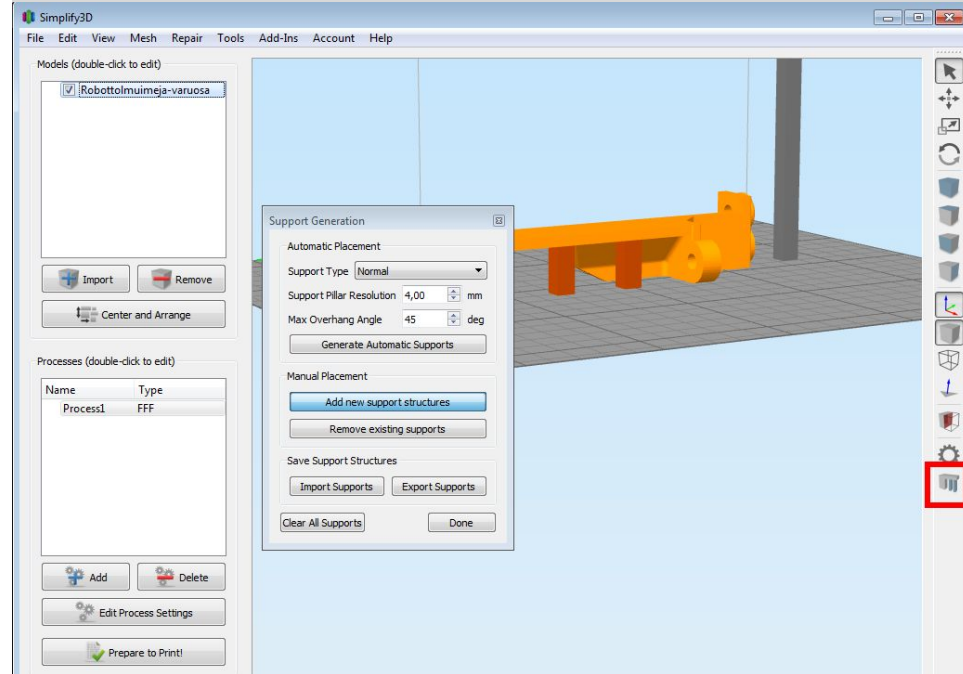 Simplify3D
File Edit View Mesh Repair Tools Add-Ins Account Help
Models (double-click to edit)
RobottoImuimeja-varuosa
Import Remove
Center and Arrange
Processes (double-click to edit)
Name Type
Process1 FFF
Add Delete
Edit Process Settings
Prepare to Print!
Support Generation
Automatic Placement
Support Type Normal
Support Pillar Resolution 4,00 mm
Max Overhang Angle 45 deg
Generate Automatic Supports
Manual Placement
Add new support structures
Remove existing supports
Save Support Structures
Import Supports Export Supports
Clear All Supports Done